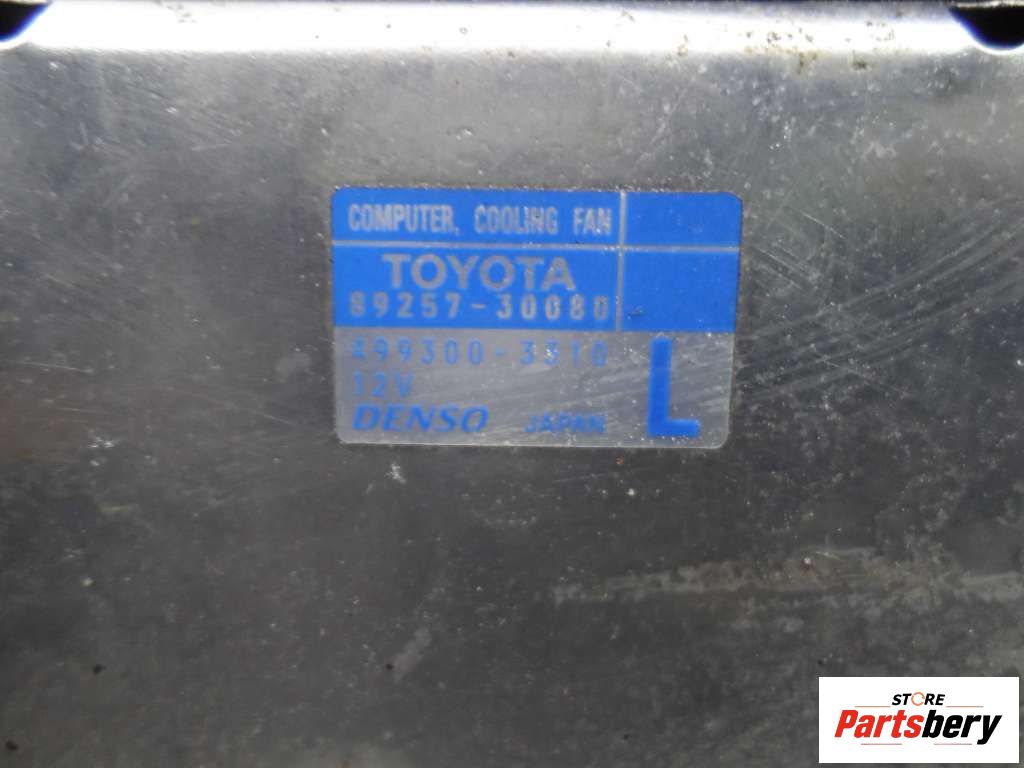 COMPUTER, COOLING FAN
TOYOTA
89257-30080
499300-3310
12V
DENSO JAPAN
L
STORE
Partsbery